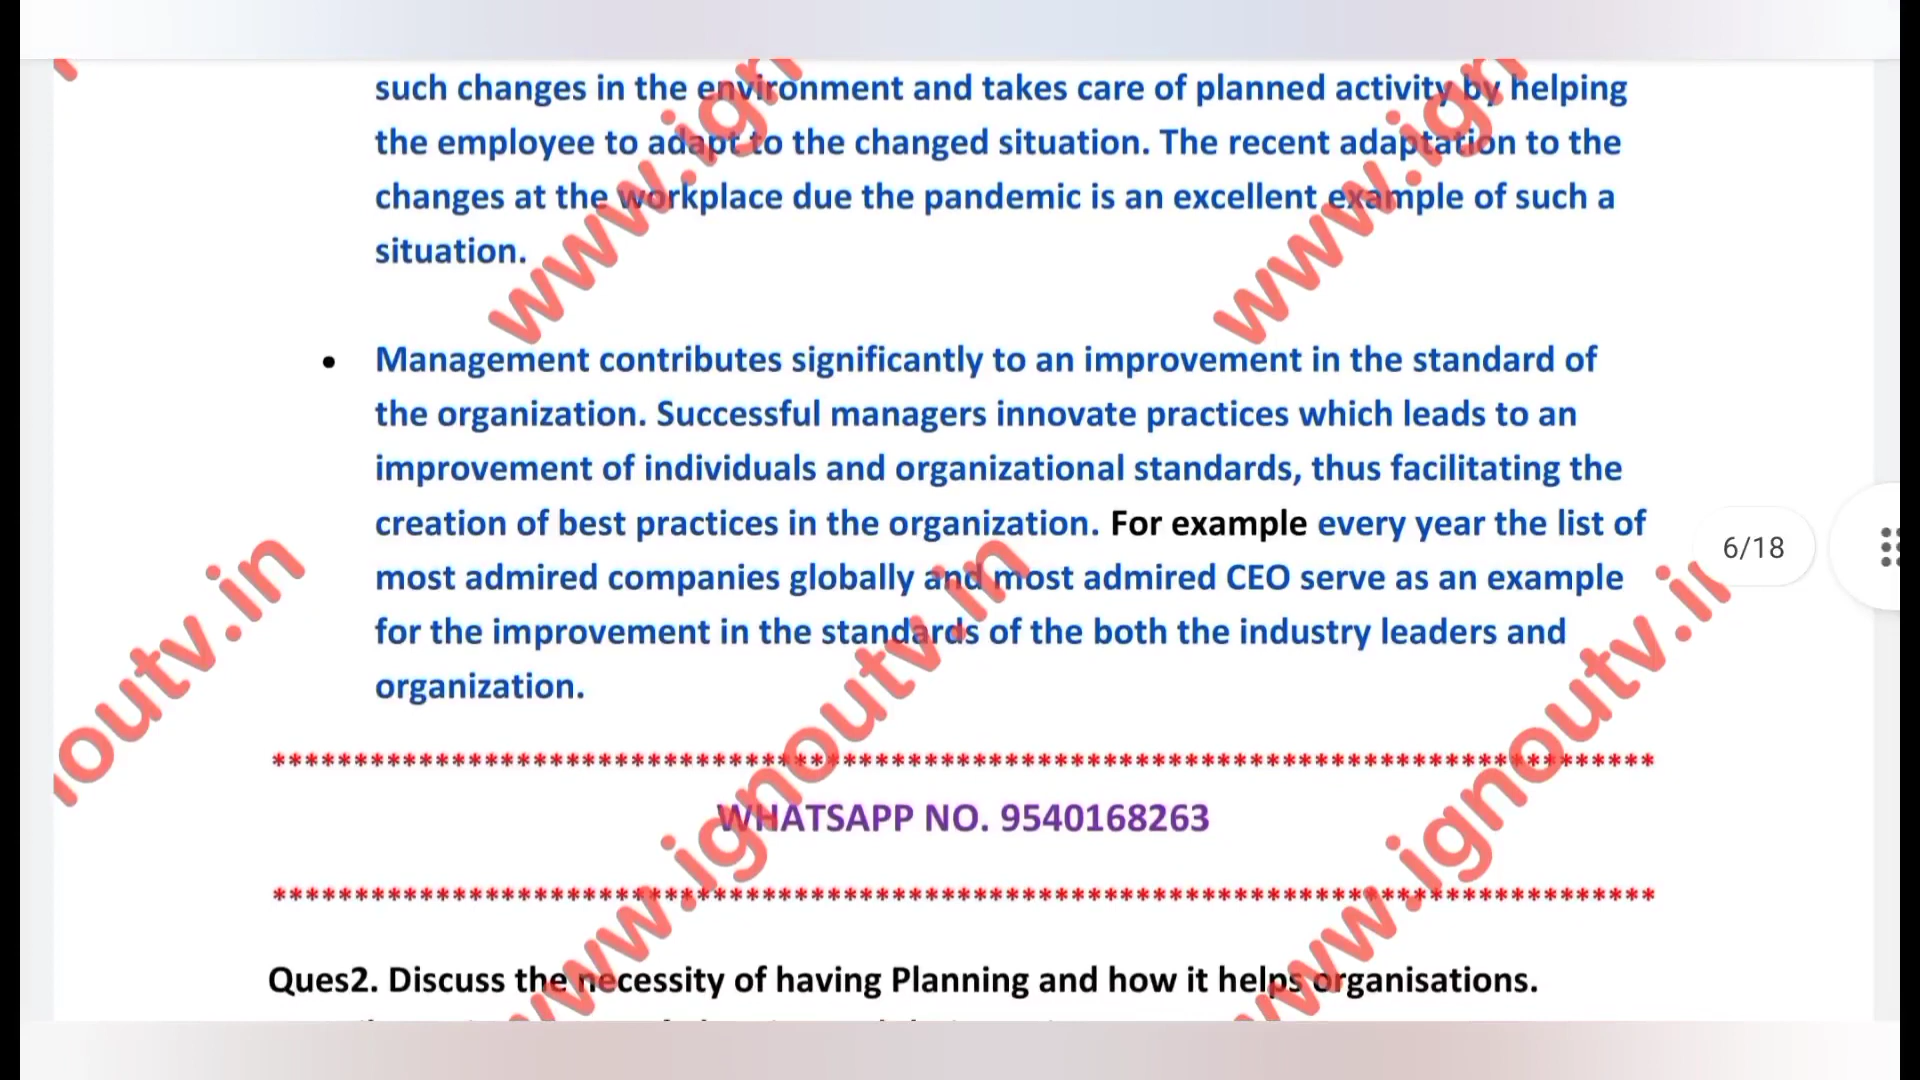 such changes in the environment and takes care of planned activity by helping
the employee to adapt to the changed situation. The recent adaptation to the
changes at the workplace due the pandemic is an excellent example of such a
situation.
• Management contributes significantly to an improvement in the standard of
the organization. Successful managers innovate practices which leads to an
improvement of individuals and organizational standards, thus facilitating the
creation of best practices in the organization. For example every year the list of
most admired companies globally and most admired CEO serve as an example
for the improvement in the standards of the both the industry leaders and
organization.
6/18
************************************************************************************
WHATSAPP NO. 9540168263
************************************************************************************
Ques2. Discuss the necessity of having Planning and how it helps organisations.
www.ignoutv.in